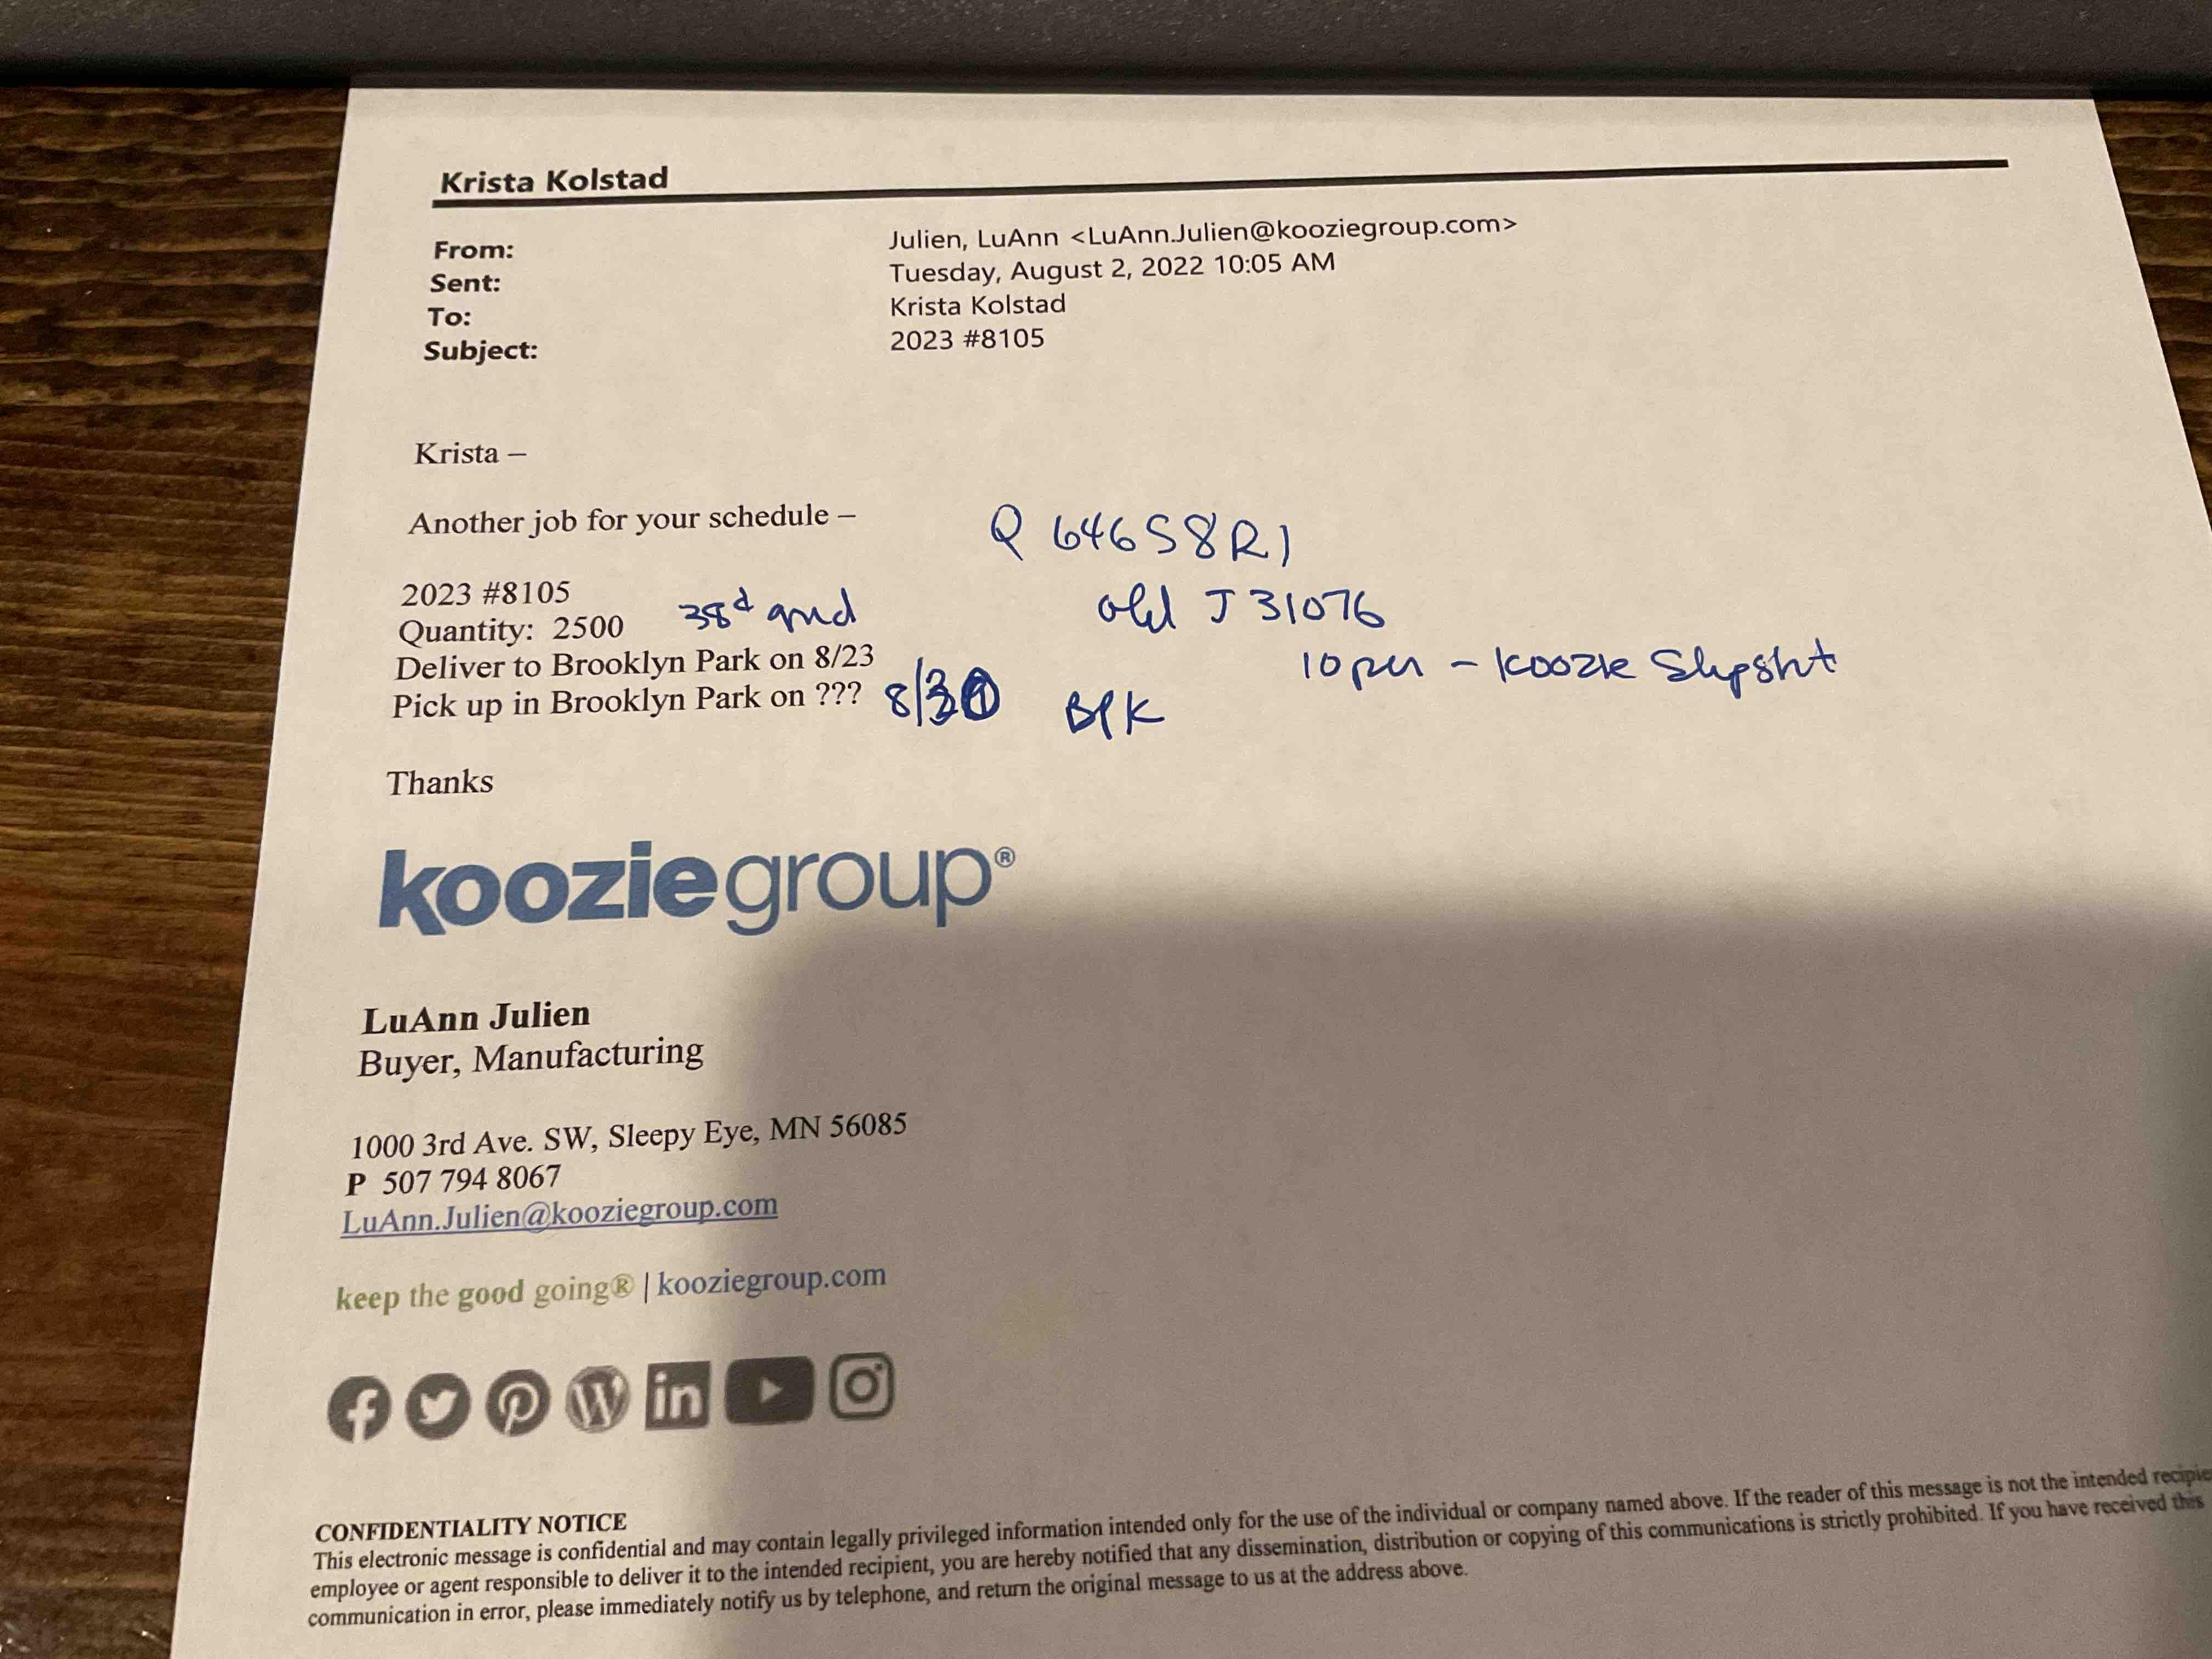 Krista Kolstad
From: Julien, LuAnn <LuAnn.Julien@kooziegroup.com>
Sent: Tuesday, August 2, 2022 10:05 AM
To: Krista Kolstad
Subject: 2023 #8105
Krista –
Another job for your schedule –
Q 64658R1
2023 #8105
old J 31076
Quantity: 2500 38d
Deliver to Brooklyn Park on 8/23
10 per - Koozie Slipsht
Pick up in Brooklyn Park on ??? 8/30 BPK
Thanks
kooziegroup®
LuAnn Julien
Buyer, Manufacturing
1000 3rd Ave. SW, Sleepy Eye, MN 56085
P 507 794 8067
LuAnn.Julien@kooziegroup.com
keep the good going® | kooziegroup.com
CONFIDENTIALITY NOTICE
This electronic message is confidential and may contain legally privileged information intended only for the use of the individual or company named above. If the reader of this message is not the intended recipie
employee or agent responsible to deliver it to the intended recipient, you are hereby notified that any dissemination, distribution or copying of this communications is strictly prohibited. If you have received this
communication in error, please immediately notify us by telephone, and return the original message to us at the address above.